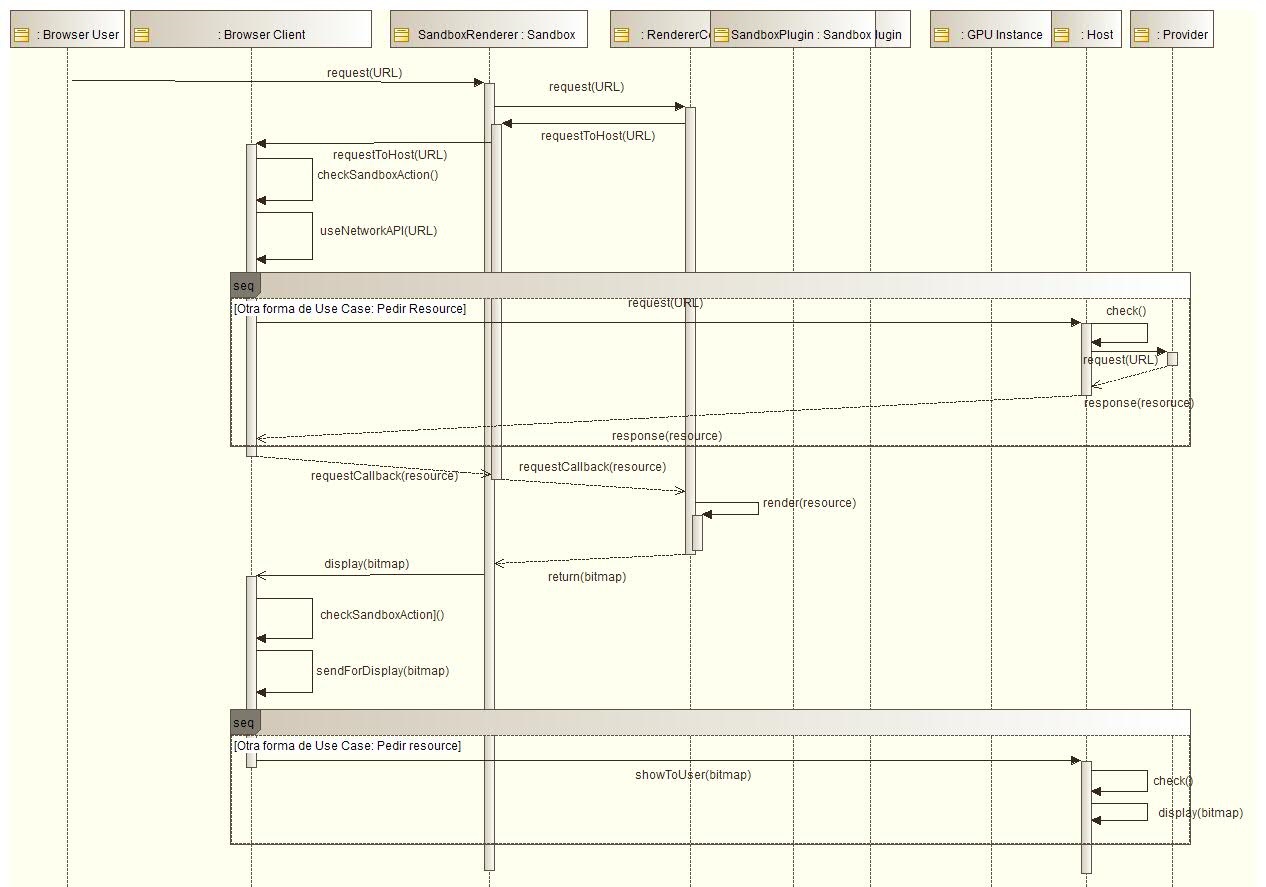 : Browser User
: Browser Client
SandboxRenderer : Sandbox
: RendererC
SandboxPlugin : Sandbox
lugin
: GPU Instance
: Host
: Provider
request(URL)
request(URL)
requestToHost(URL)
requestToHost(URL)
checkSandboxAction()
useNetworkAPI(URL)
seq
[Otra forma de Use Case: Pedir Resource]
request(URL)
check()
request(URL)
response(resoruce)
response(resource)
requestCallback(resource)
requestCallback(resource)
render(resource)
display(bitmap)
return(bitmap)
checkSandboxAction]()
sendForDisplay(bitmap)
seq
[Otra forma de Use Case: Pedir resource]
showToUser(bitmap)
check()
display(bitmap)